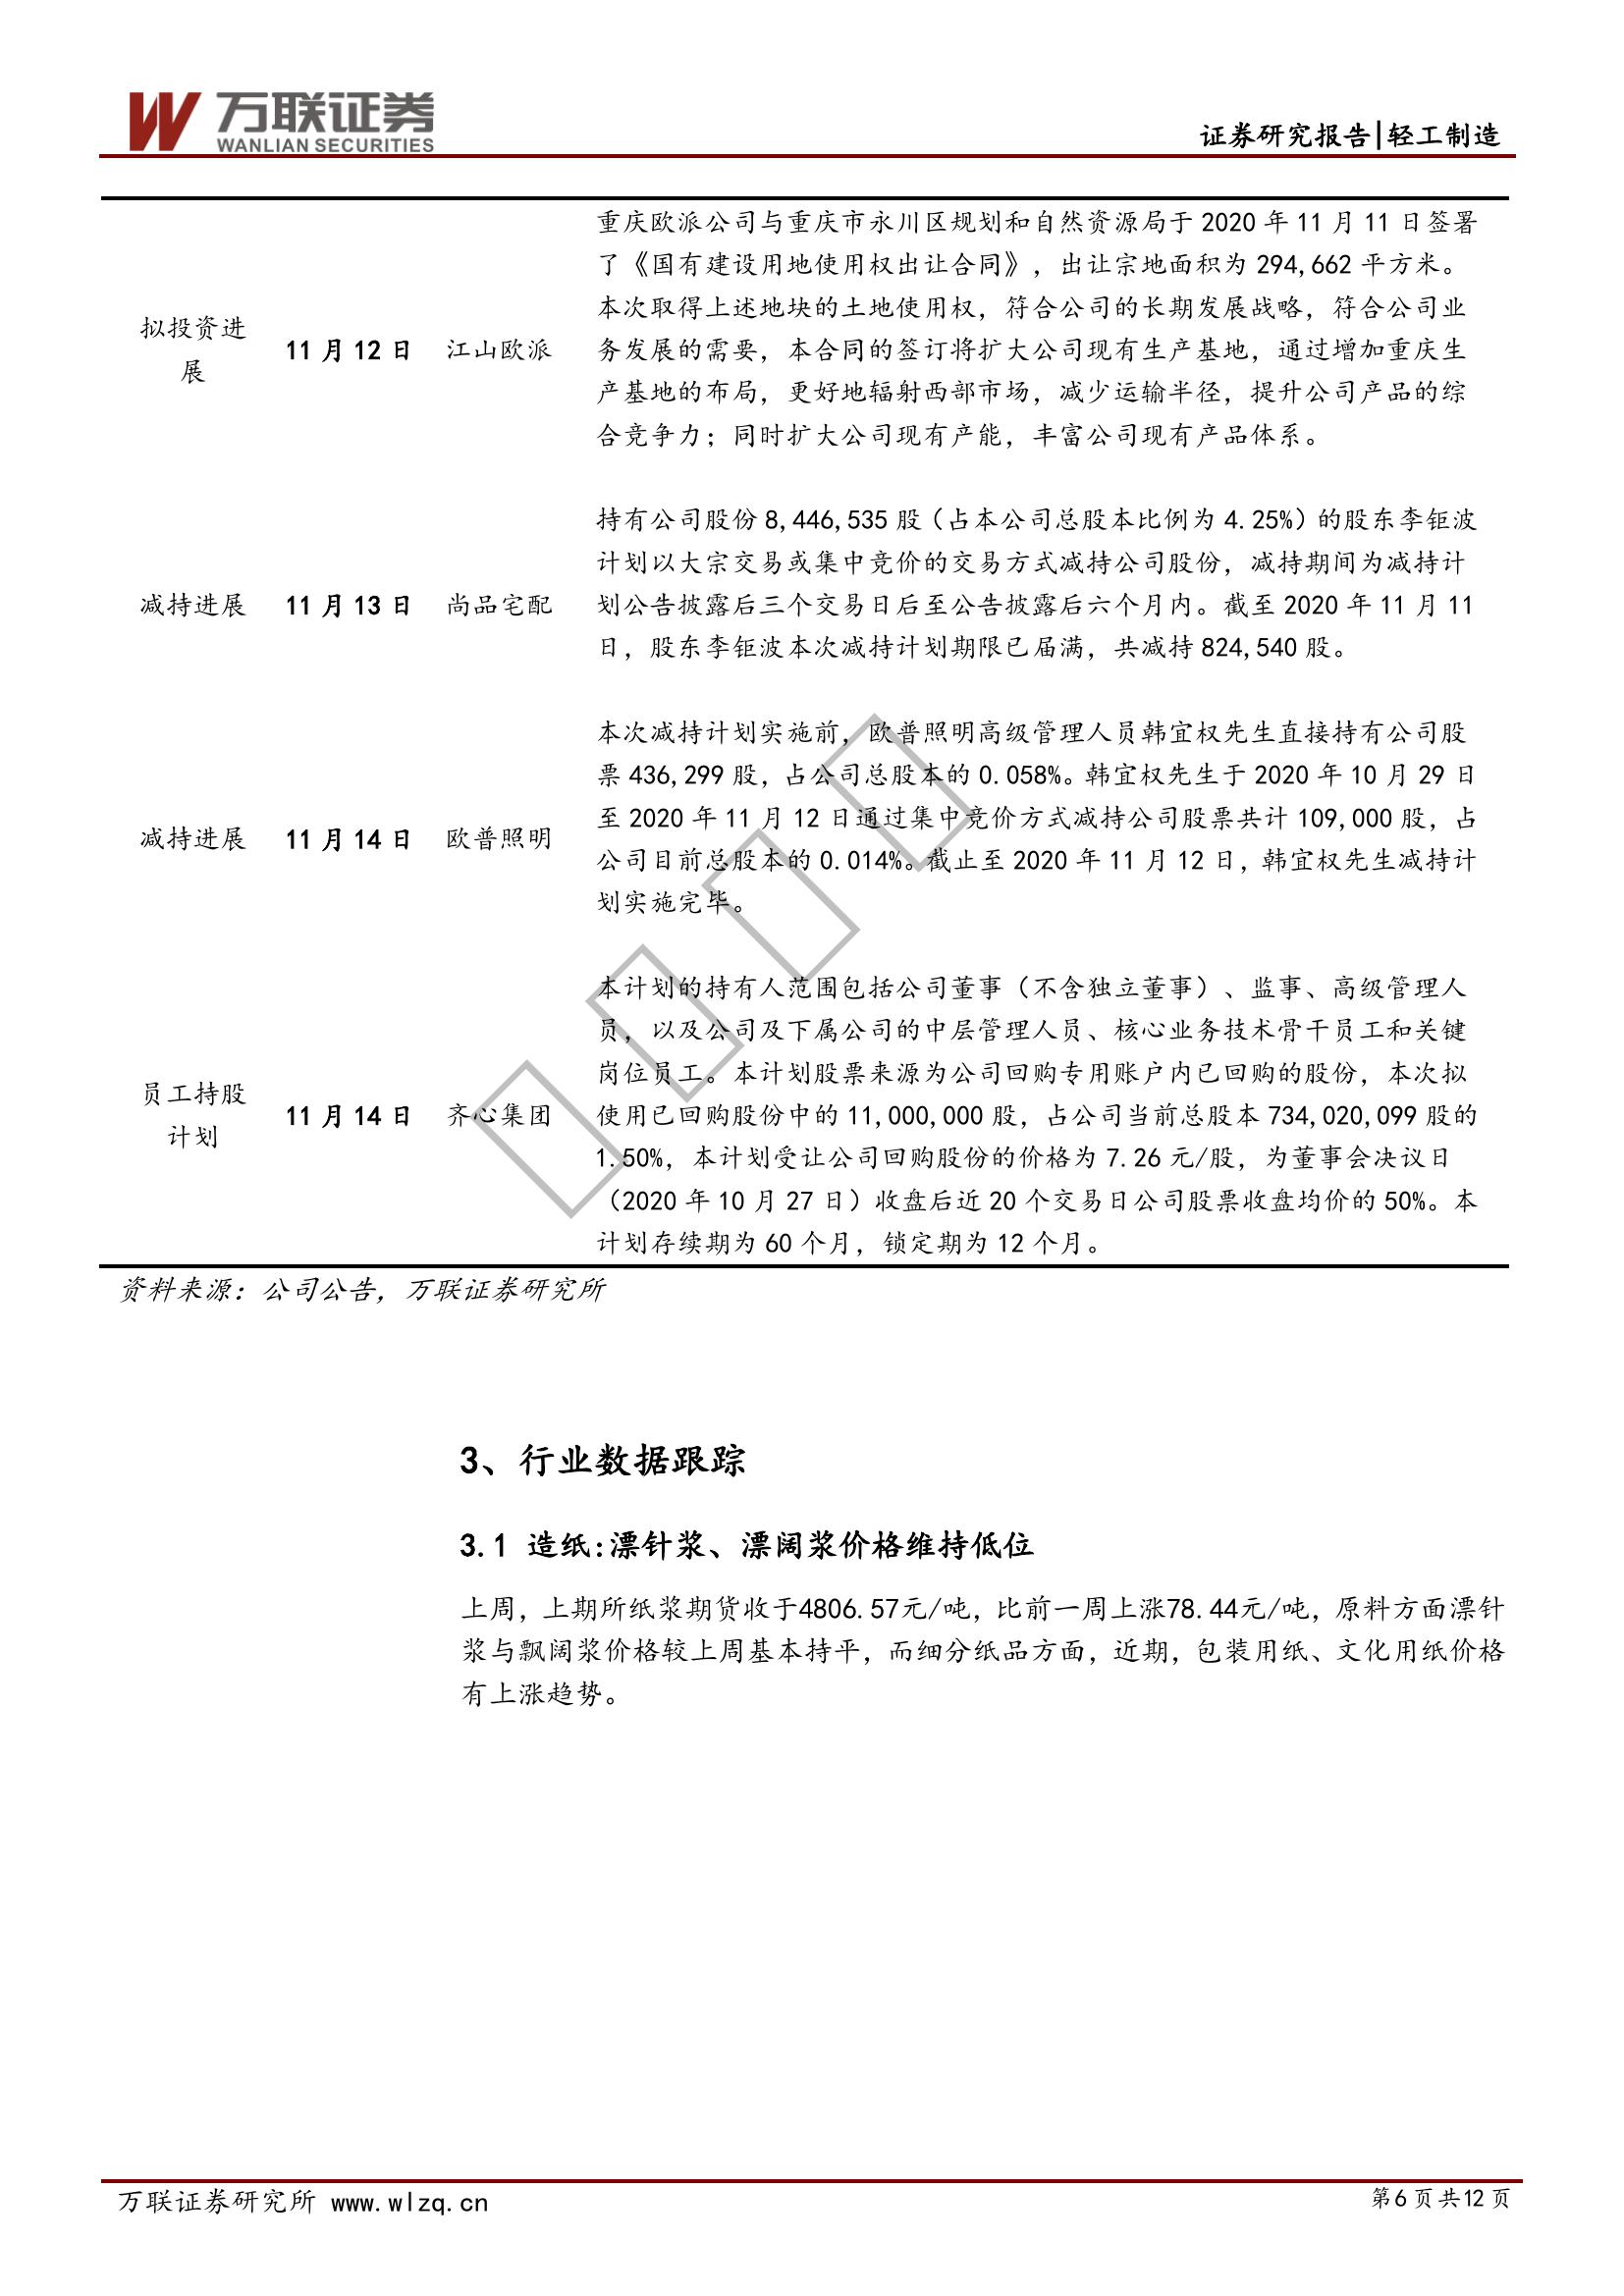 万联证券
WANLIAN SECURITIES
证券研究报告|轻工制造
拟投资进
展
11 月 12 日
江山欧派
重庆欧派公司与重庆市永川区规划和自然资源局于 2020 年 11 月 11 日签署
了《国有建设用地使用权出让合同》，出让宗地面积为 294,662 平方米。
本次取得上述地块的土地使用权，符合公司的长期发展战略，符合公司业
务发展的需要，本合同的签订将扩大公司现有生产基地，通过增加重庆生
产基地的布局，更好地辐射西部市场，减少运输半径，提升公司产品的综
合竞争力；同时扩大公司现有产能，丰富公司现有产品体系。
减持进展
11 月 13 日
尚品宅配
持有公司股份 8,446,535 股（占本公司总股本比例为 4.25%）的股东李钜波
计划以大宗交易或集中竞价的交易方式减持公司股份，减持期间为减持计
划公告披露后三个交易日后至公告披露后六个月内。截至 2020 年 11 月 11
日，股东李钜波本次减持计划期限已届满，共减持 824,540 股。
减持进展
11 月 14 日
欧普照明
本次减持计划实施前，欧普照明高级管理人员韩宜权先生直接持有公司股
票 436,299 股，占公司总股本的 0.058%。韩宜权先生于 2020 年 10 月 29 日
至 2020 年 11 月 12 日通过集中竞价方式减持公司股票共计 109,000 股，占
公司目前总股本的 0.014%。截止至 2020 年 11 月 12 日，韩宜权先生减持计
划实施完毕。
员工持股
计划
11 月 14 日
齐心集团
本计划的持有人范围包括公司董事（不含独立董事）、监事、高级管理人
员，以及公司及下属公司的中层管理人员、核心业务技术骨干员工和关键
岗位员工。本计划股票来源为公司回购专用账户内已回购的股份，本次拟
使用已回购股份中的 11,000,000 股，占公司当前总股本 734,020,099 股的
1.50%，本计划受让公司回购股份的价格为 7.26 元/股，为董事会决议日
（2020 年 10 月 27 日）收盘后近 20 个交易日公司股票收盘均价的 50%。本
计划存续期为 60 个月，锁定期为 12 个月。
资料来源：公司公告，万联证券研究所
3、行业数据跟踪
3.1 造纸:漂针浆、漂阔浆价格维持低位
上周，上期所纸浆期货收于4806.57元/吨，比前一周上涨78.44元/吨，原料方面漂针
浆与飘阔浆价格较上周基本持平，而细分纸品方面，近期，包装用纸、文化用纸价格
有上涨趋势。
万联证券研究所 www.wlzq.cn
第6页共12页